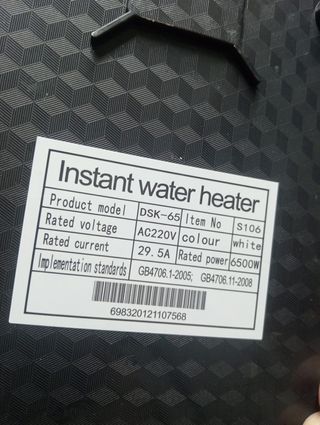 Instant water heater
Product model DSK-65 Item No S106
Rated voltage AC220V colour white
Rated current 29.5A Rated power 6500W
Implementation standards GB4706.1-2005; GB4706.11-2008
698320121107568